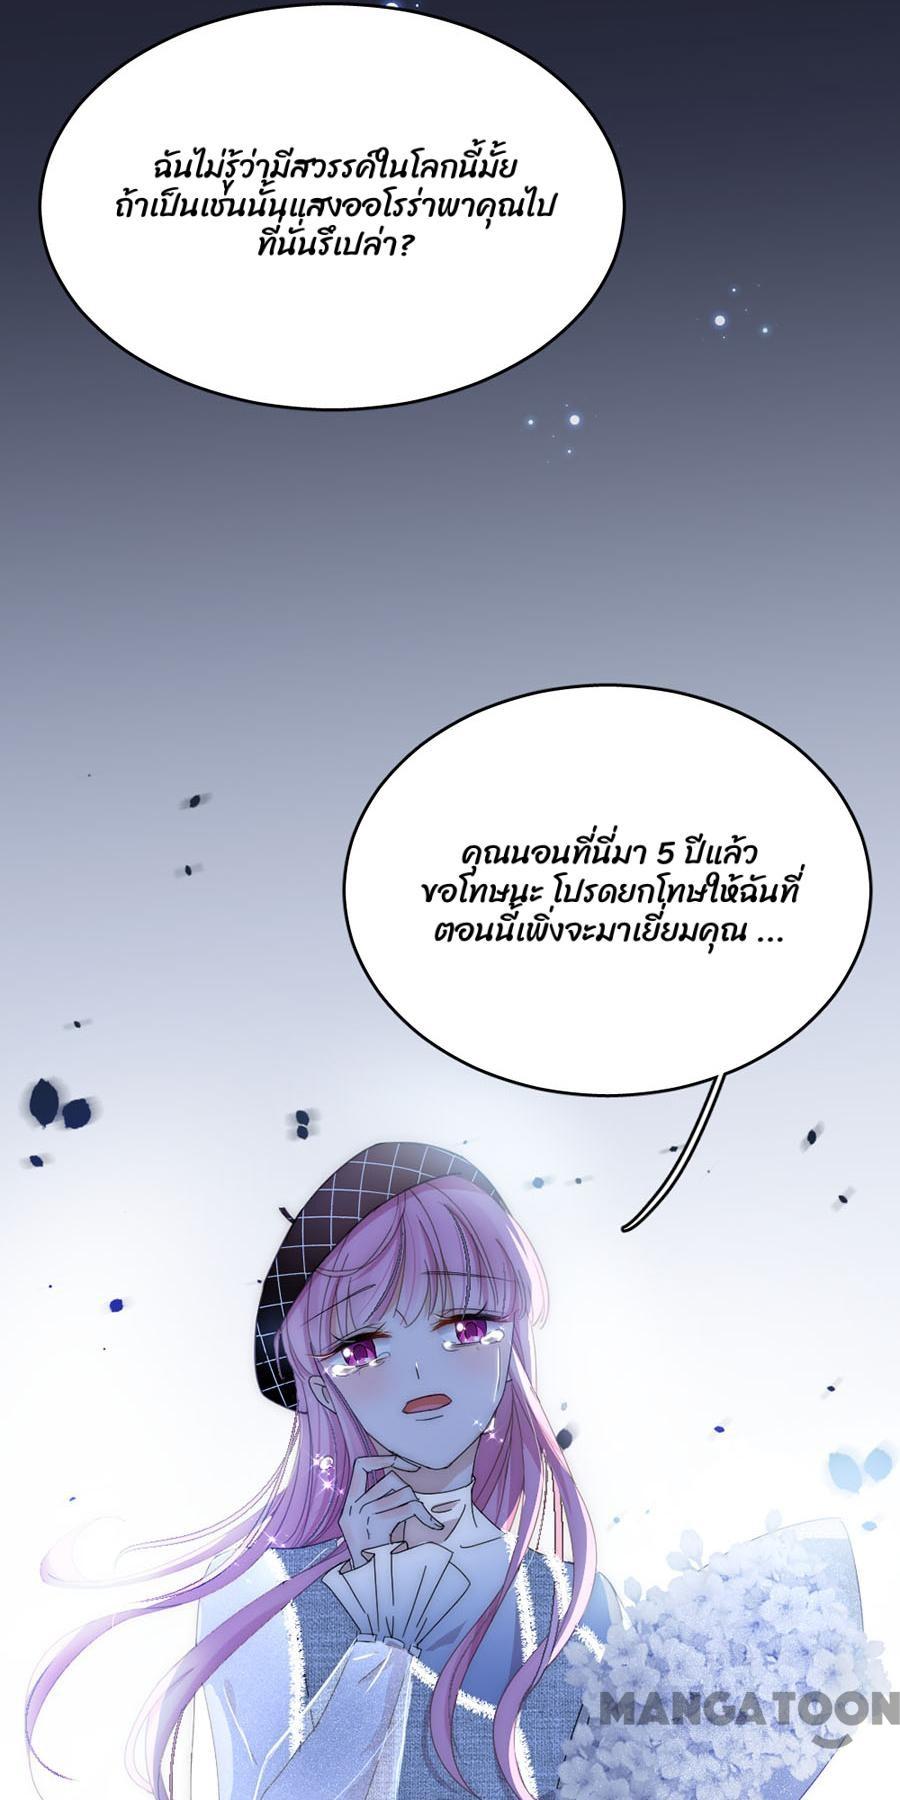 ฉันไม่รู้ว่ามีสวรรค์ในโลกนี้มั้ย
ถ้าเป็นเช่นนั้นแสงออโรร่าพาคุณไป
ที่นั่นรึเปล่า?
คุณนอนที่นี่มา 5 ปีแล้ว
ขอโทษนะ โปรดยกโทษให้ฉันที่
ตอนนี้เพิ่งจะมาเยี่ยมคุณ ...
MANGATOON